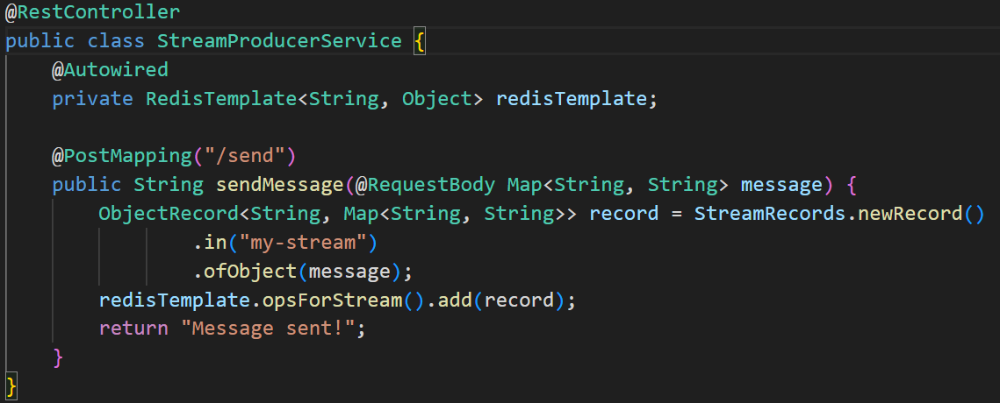 @RestController
public class StreamProducerService {
    @Autowired
    private RedisTemplate<String, Object> redisTemplate;

    @PostMapping("/send")
    public String sendMessage(@RequestBody Map<String, String> message) {
        ObjectRecord<String, Map<String, String>> record = StreamRecords.newRecord()
                .in("my-stream")
                .ofObject(message);
        redisTemplate.opsForStream().add(record);
        return "Message sent!";
    }
}